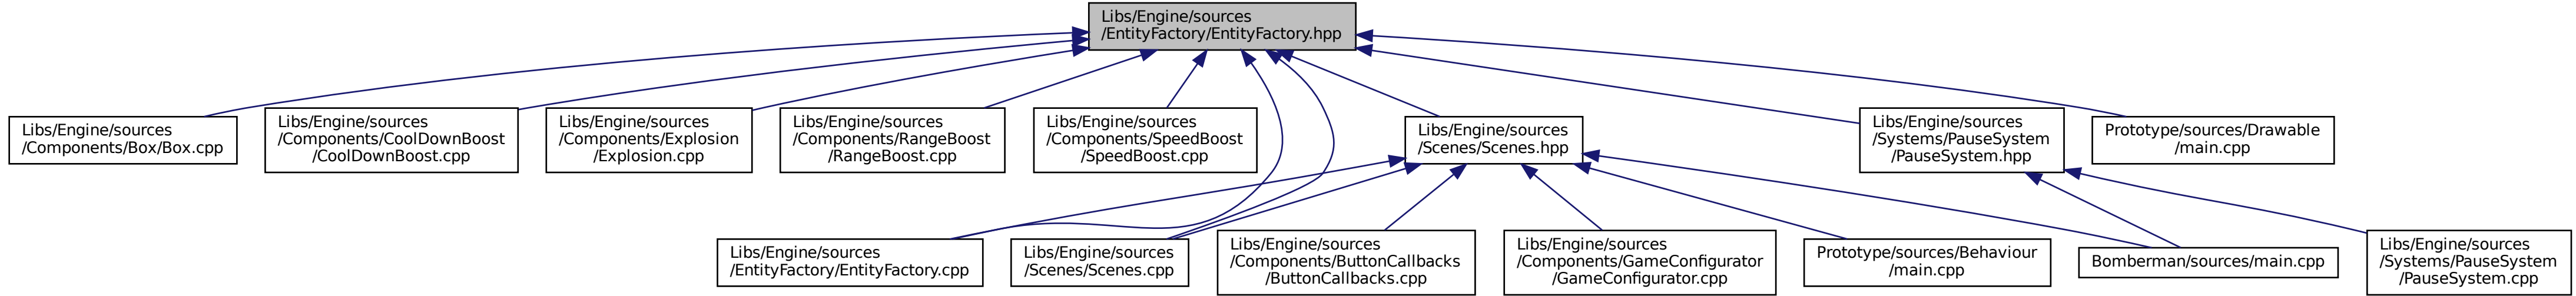 Libs/Engine/sources
/EntityFactory/EntityFactory.hpp
Libs/Engine/sources
/Components/Box/Box.cpp
Libs/Engine/sources
/Components/CoolDownBoost
/CoolDownBoost.cpp
Libs/Engine/sources
/Components/Explosion
/Explosion.cpp
Libs/Engine/sources
/Components/RangeBoost
/RangeBoost.cpp
Libs/Engine/sources
/Components/SpeedBoost
/SpeedBoost.cpp
Libs/Engine/sources
/Scenes/Scenes.hpp
Libs/Engine/sources
/Systems/PauseSystem
/PauseSystem.hpp
Prototype/sources/Drawable
/main.cpp
Libs/Engine/sources
/EntityFactory/EntityFactory.cpp
Libs/Engine/sources
/Scenes/Scenes.cpp
Libs/Engine/sources
/Components/ButtonCallbacks
/ButtonCallbacks.cpp
Libs/Engine/sources
/Components/GameConfigurator
/GameConfigurator.cpp
Prototype/sources/Behaviour
/main.cpp
Bomberman/sources/main.cpp
Libs/Engine/sources
/Systems/PauseSystem
/PauseSystem.cpp